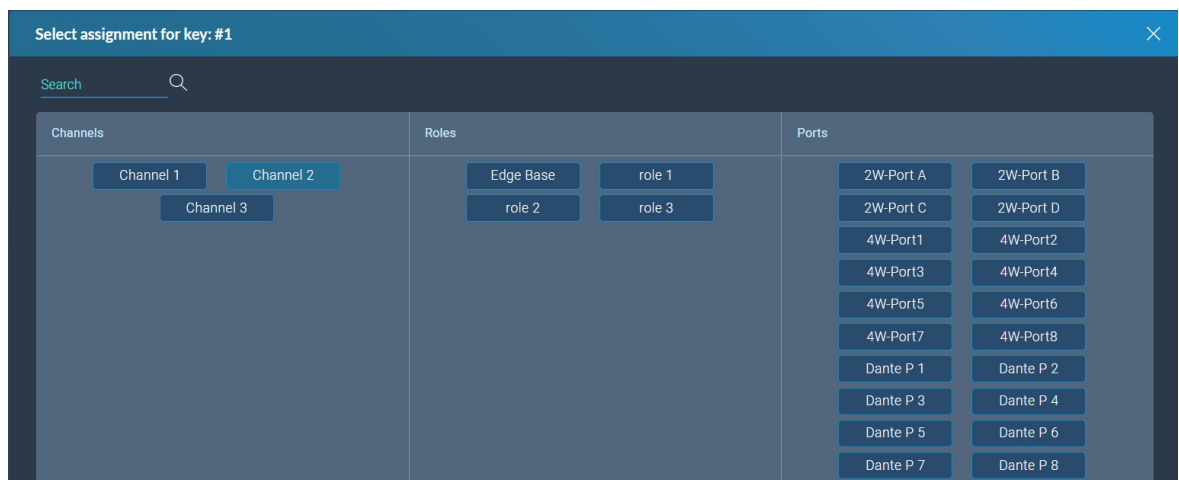 Select assignment for key: #1
Search
Channels
Channel 1 Channel 2
Channel 3
Roles
Edge Base role 1
role 2 role 3
Ports
2W-Port A 2W-Port B
2W-Port C 2W-Port D
4W-Port1 4W-Port2
4W-Port3 4W-Port4
4W-Port5 4W-Port6
4W-Port7 4W-Port8
Dante P 1 Dante P 2
Dante P 3 Dante P 4
Dante P 5 Dante P 6
Dante P 7 Dante P 8